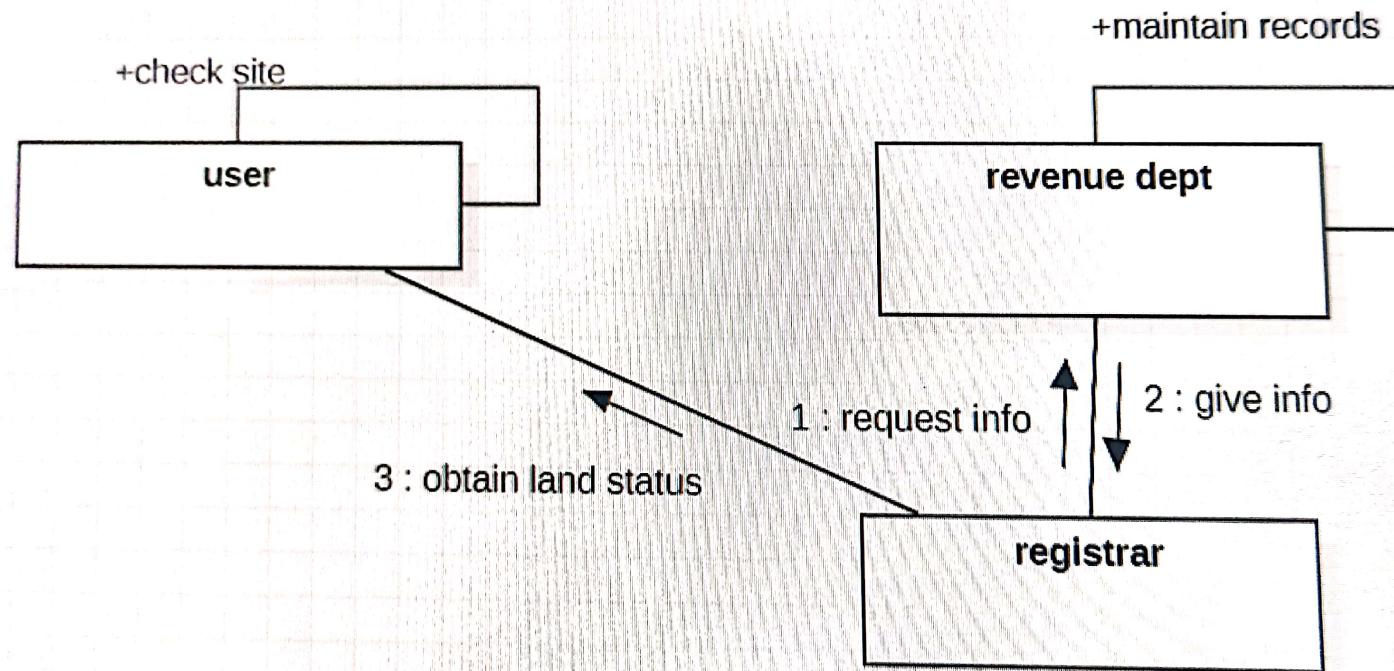 +maintain records
+check site
user
revenue dept
1 : request info
2 : give info
3 : obtain land status
registrar